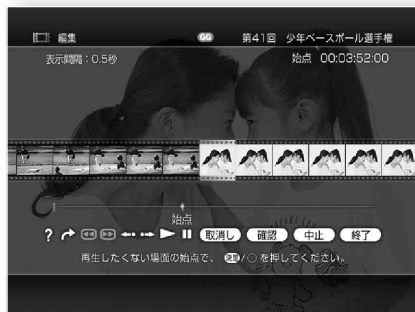 編集 GG 第41回 少年ベースボール選手権
表示間隔：0.5秒 始点 00:03:52:00
始点
? 取消し 確認 中止 終了
再生したくない場面の始点で、 決定/○ を押してください。